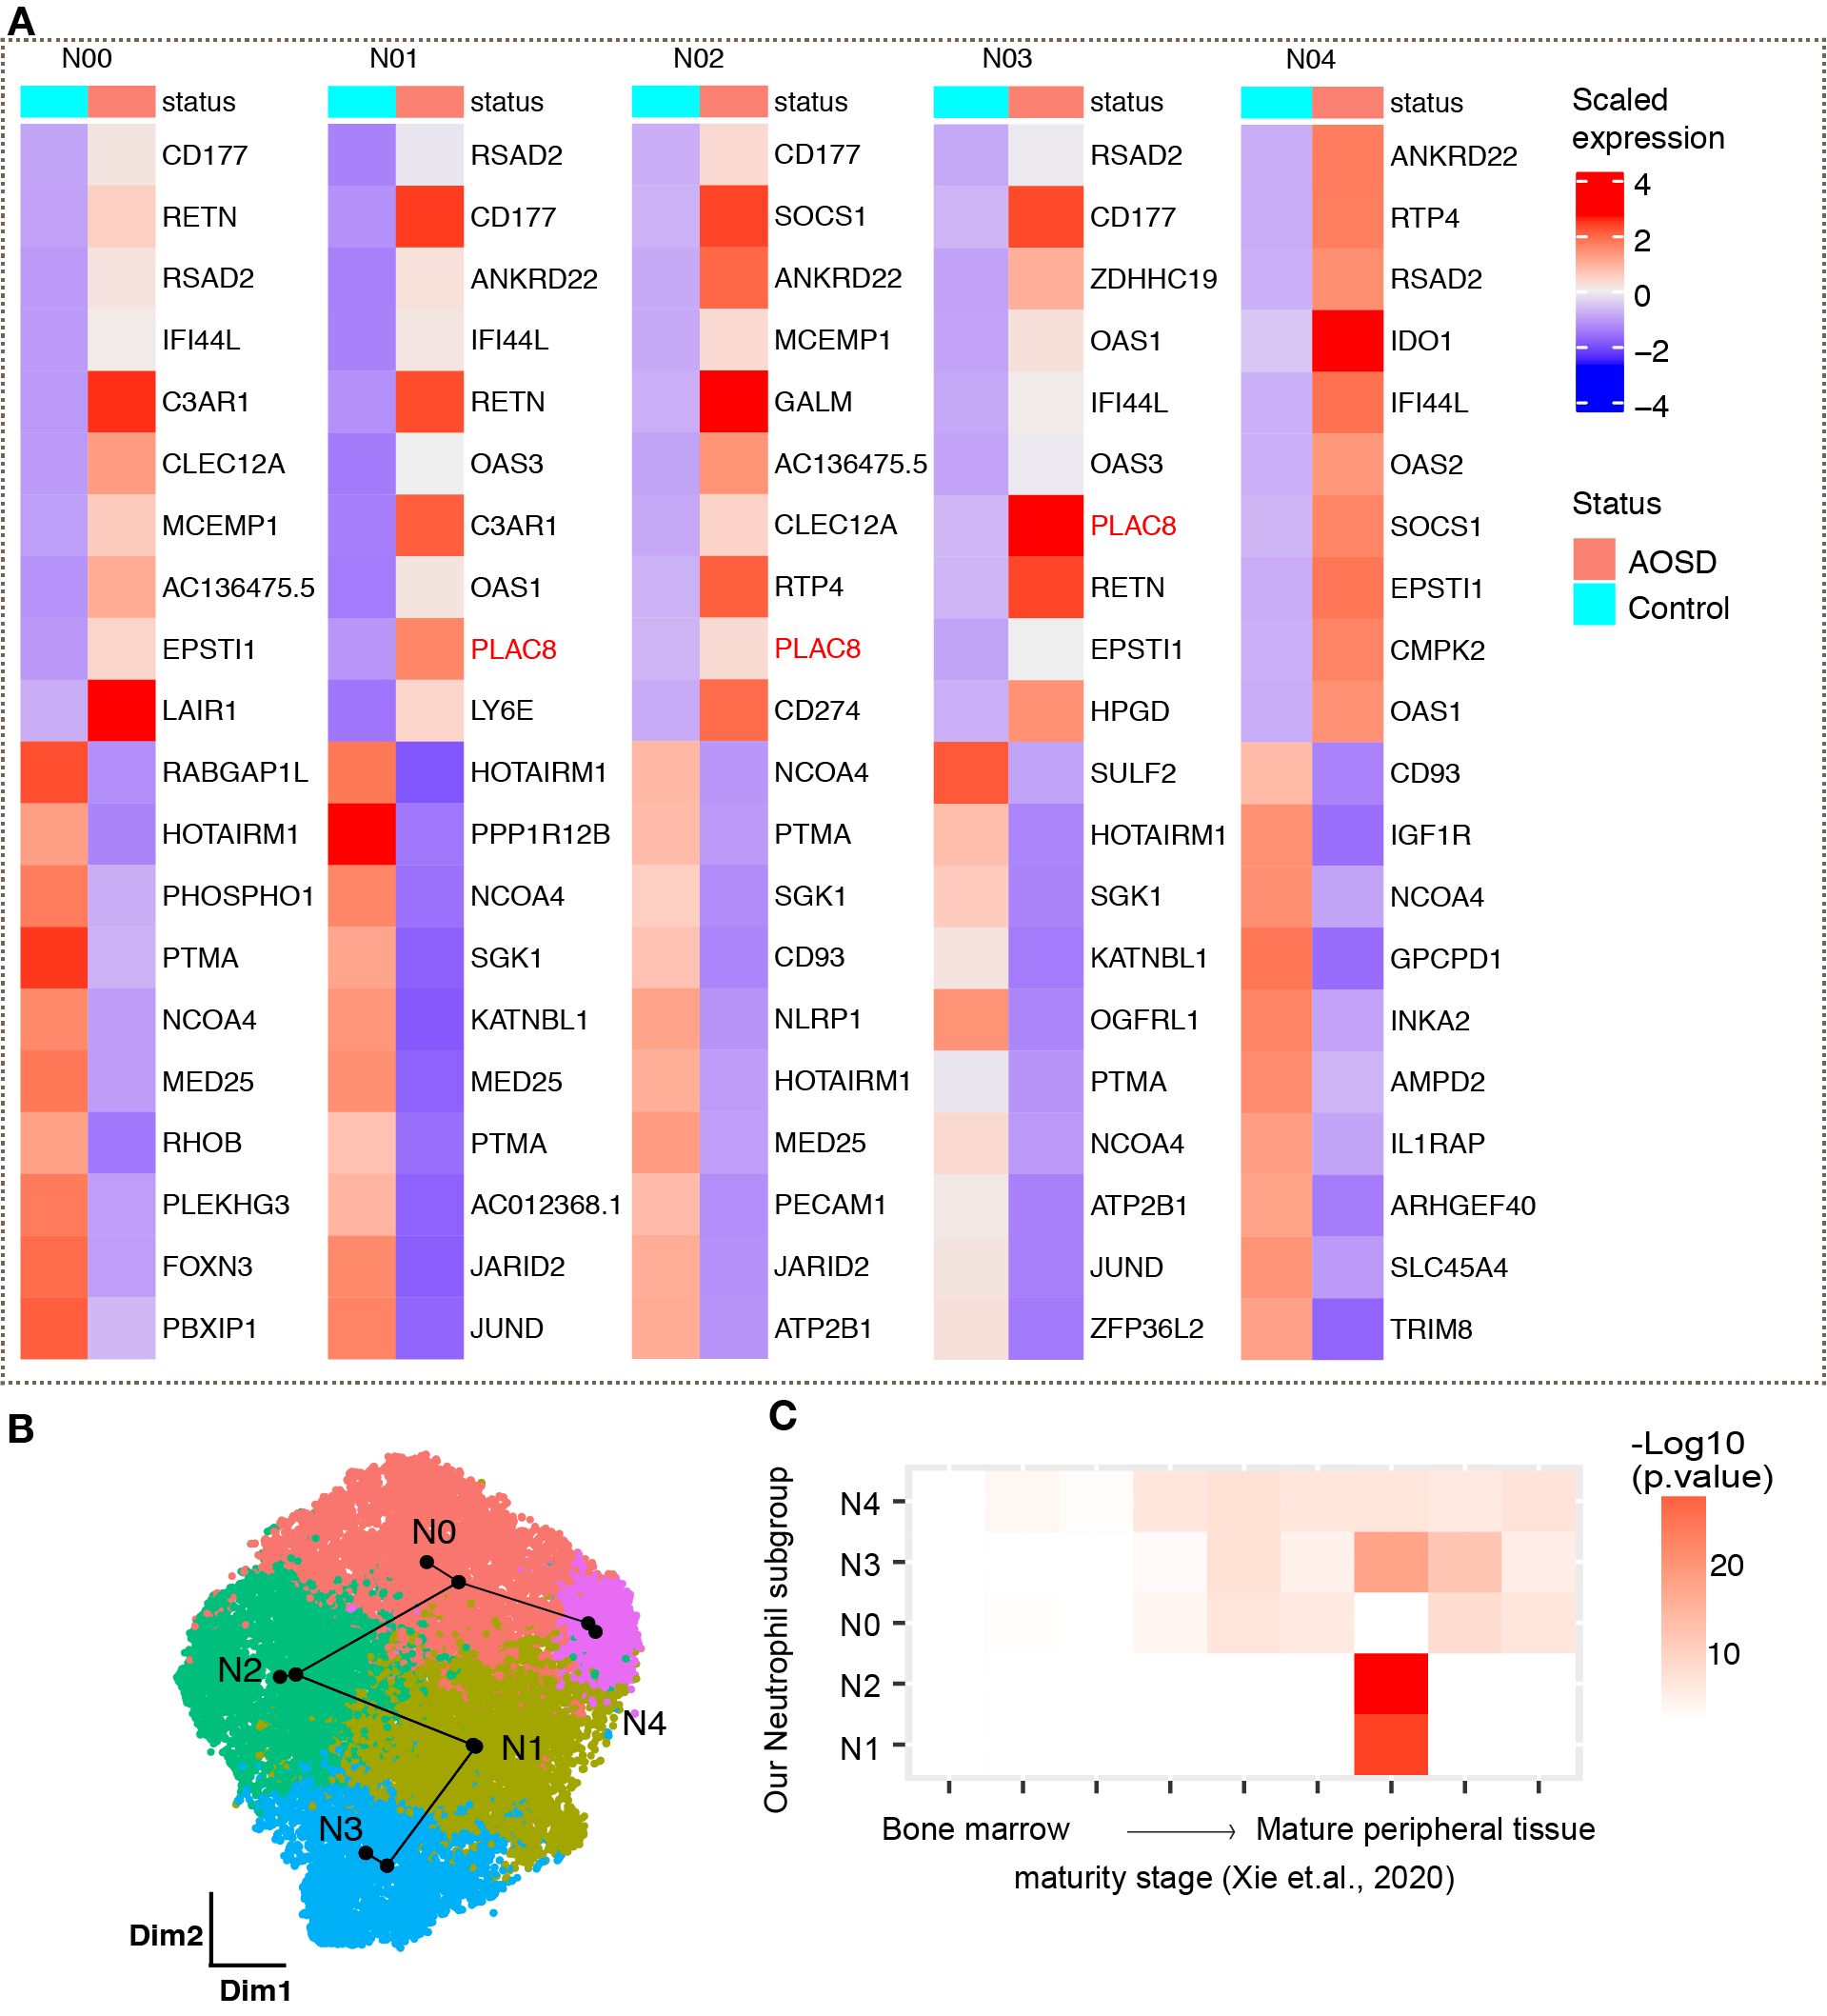 A
N00
N01
N02
N03
N04
status
status
status
status
status
CD177
RETN
RSAD2
IFI44L
C3AR1
CLEC12A
MCEMP1
AC136475.5
EPSTI1
LAIR1
RABGAP1L
HOTAIRM1
PHOSPHO1
PTMA
NCOA4
MED25
RHOB
PLEKHG3
FOXN3
PBXIP1
RSAD2
CD177
ANKRD22
IFI44L
RETN
OAS3
C3AR1
OAS1
PLAC8
LY6E
HOTAIRM1
PPP1R12B
NCOA4
SGK1
KATNBL1
MED25
PTMA
AC012368.1
JARID2
JUND
CD177
SOCS1
ANKRD22
MCEMP1
GALM
AC136475.5
CLEC12A
RTP4
PLAC8
CD274
NCOA4
PTMA
SGK1
CD93
NLRP1
HOTAIRM1
MED25
PECAM1
JARID2
ATP2B1
RSAD2
CD177
ZDHHC19
OAS1
IFI44L
OAS3
PLAC8
RETN
EPSTI1
HPGD
SULF2
HOTAIRM1
SGK1
KATNBL1
OGFRL1
PTMA
NCOA4
ATP2B1
JUND
ZFP36L2
ANKRD22
RTP4
RSAD2
IDO1
IFI44L
OAS2
SOCS1
EPSTI1
CMPK2
OAS1
CD93
IGF1R
NCOA4
GPCPD1
INKA2
AMPD2
IL1RAP
ARHGEF40
SLC45A4
TRIM8
Scaled
expression
4
2
0
−2
−4
Status
AOSD
Control
B
N0
N2
N4
N1
N3
Dim2
Dim1
C
Our Neutrophil subgroup
N4
N3
N0
N2
N1
Bone marrow
Mature peripheral tissue
maturity stage (Xie et.al., 2020)
-Log10
(p.value)
20
10